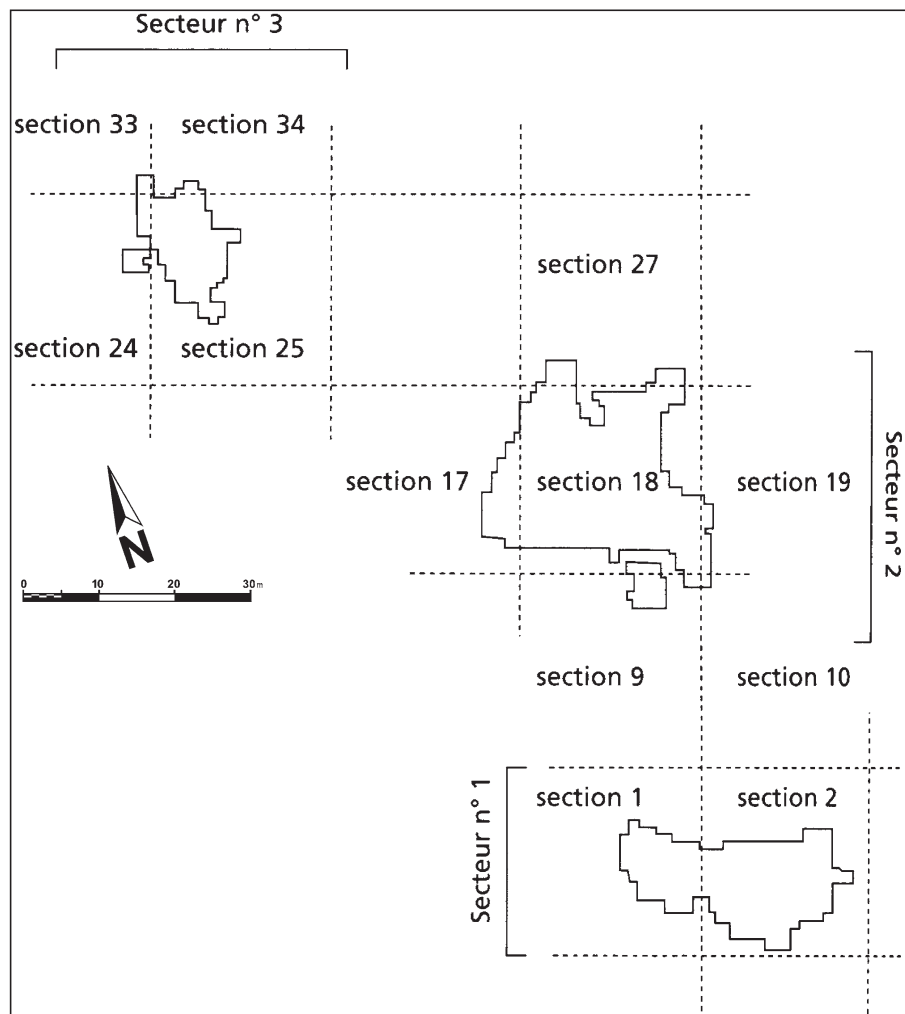 Secteur n° 3
section 33
section 34
section 27
section 24
section 25
section 17
section 18
section 19
Secteur n° 2
N
0 10 20 30 m
section 9
section 10
Secteur n° 1
section 1
section 2